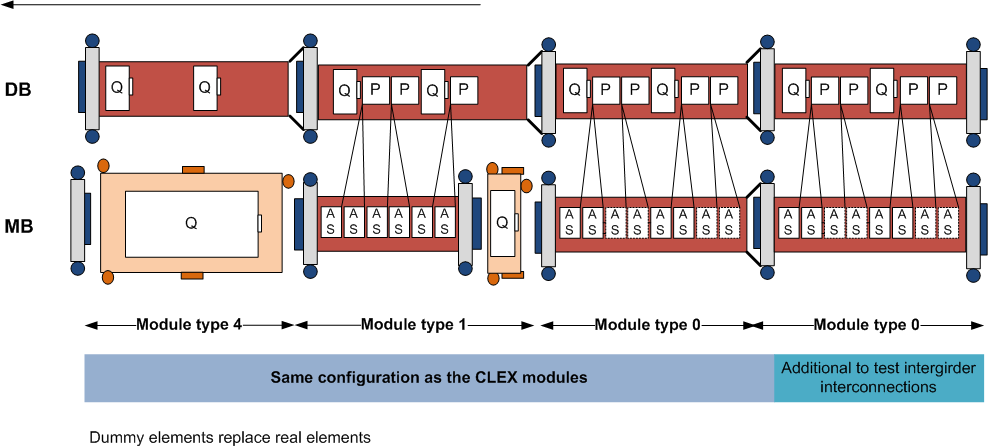 DB
Q Q
Q P P Q P
Q P P Q P P
Q P P Q P P
MB
Q
A A A A A A
S S S S S S
Q
A A A A A A A A
S S S S S S S S
A A A A A A A A
S S S S S S S S
Module type 4
Module type 1
Module type 0
Module type 0
Same configuration as the CLEX modules
Additional to test intergirder
interconnections
Dummy elements replace real elements